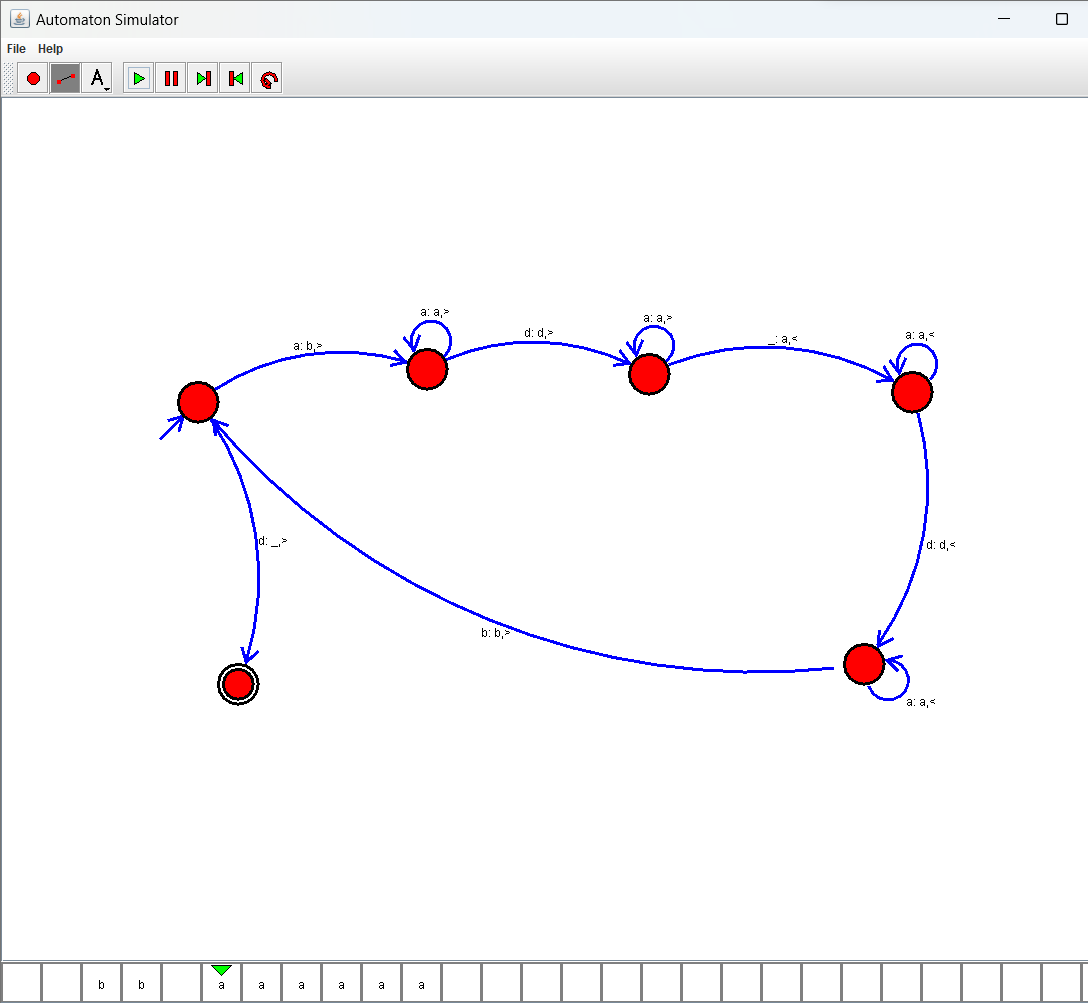 Automaton Simulator
File Help
A
a: a,>
a: a,>
d: d,>
a: a,<
_: a,<
a: b,>
d: _,>
d: d,<
b: b,>
a: a,<
b b a a a a a a